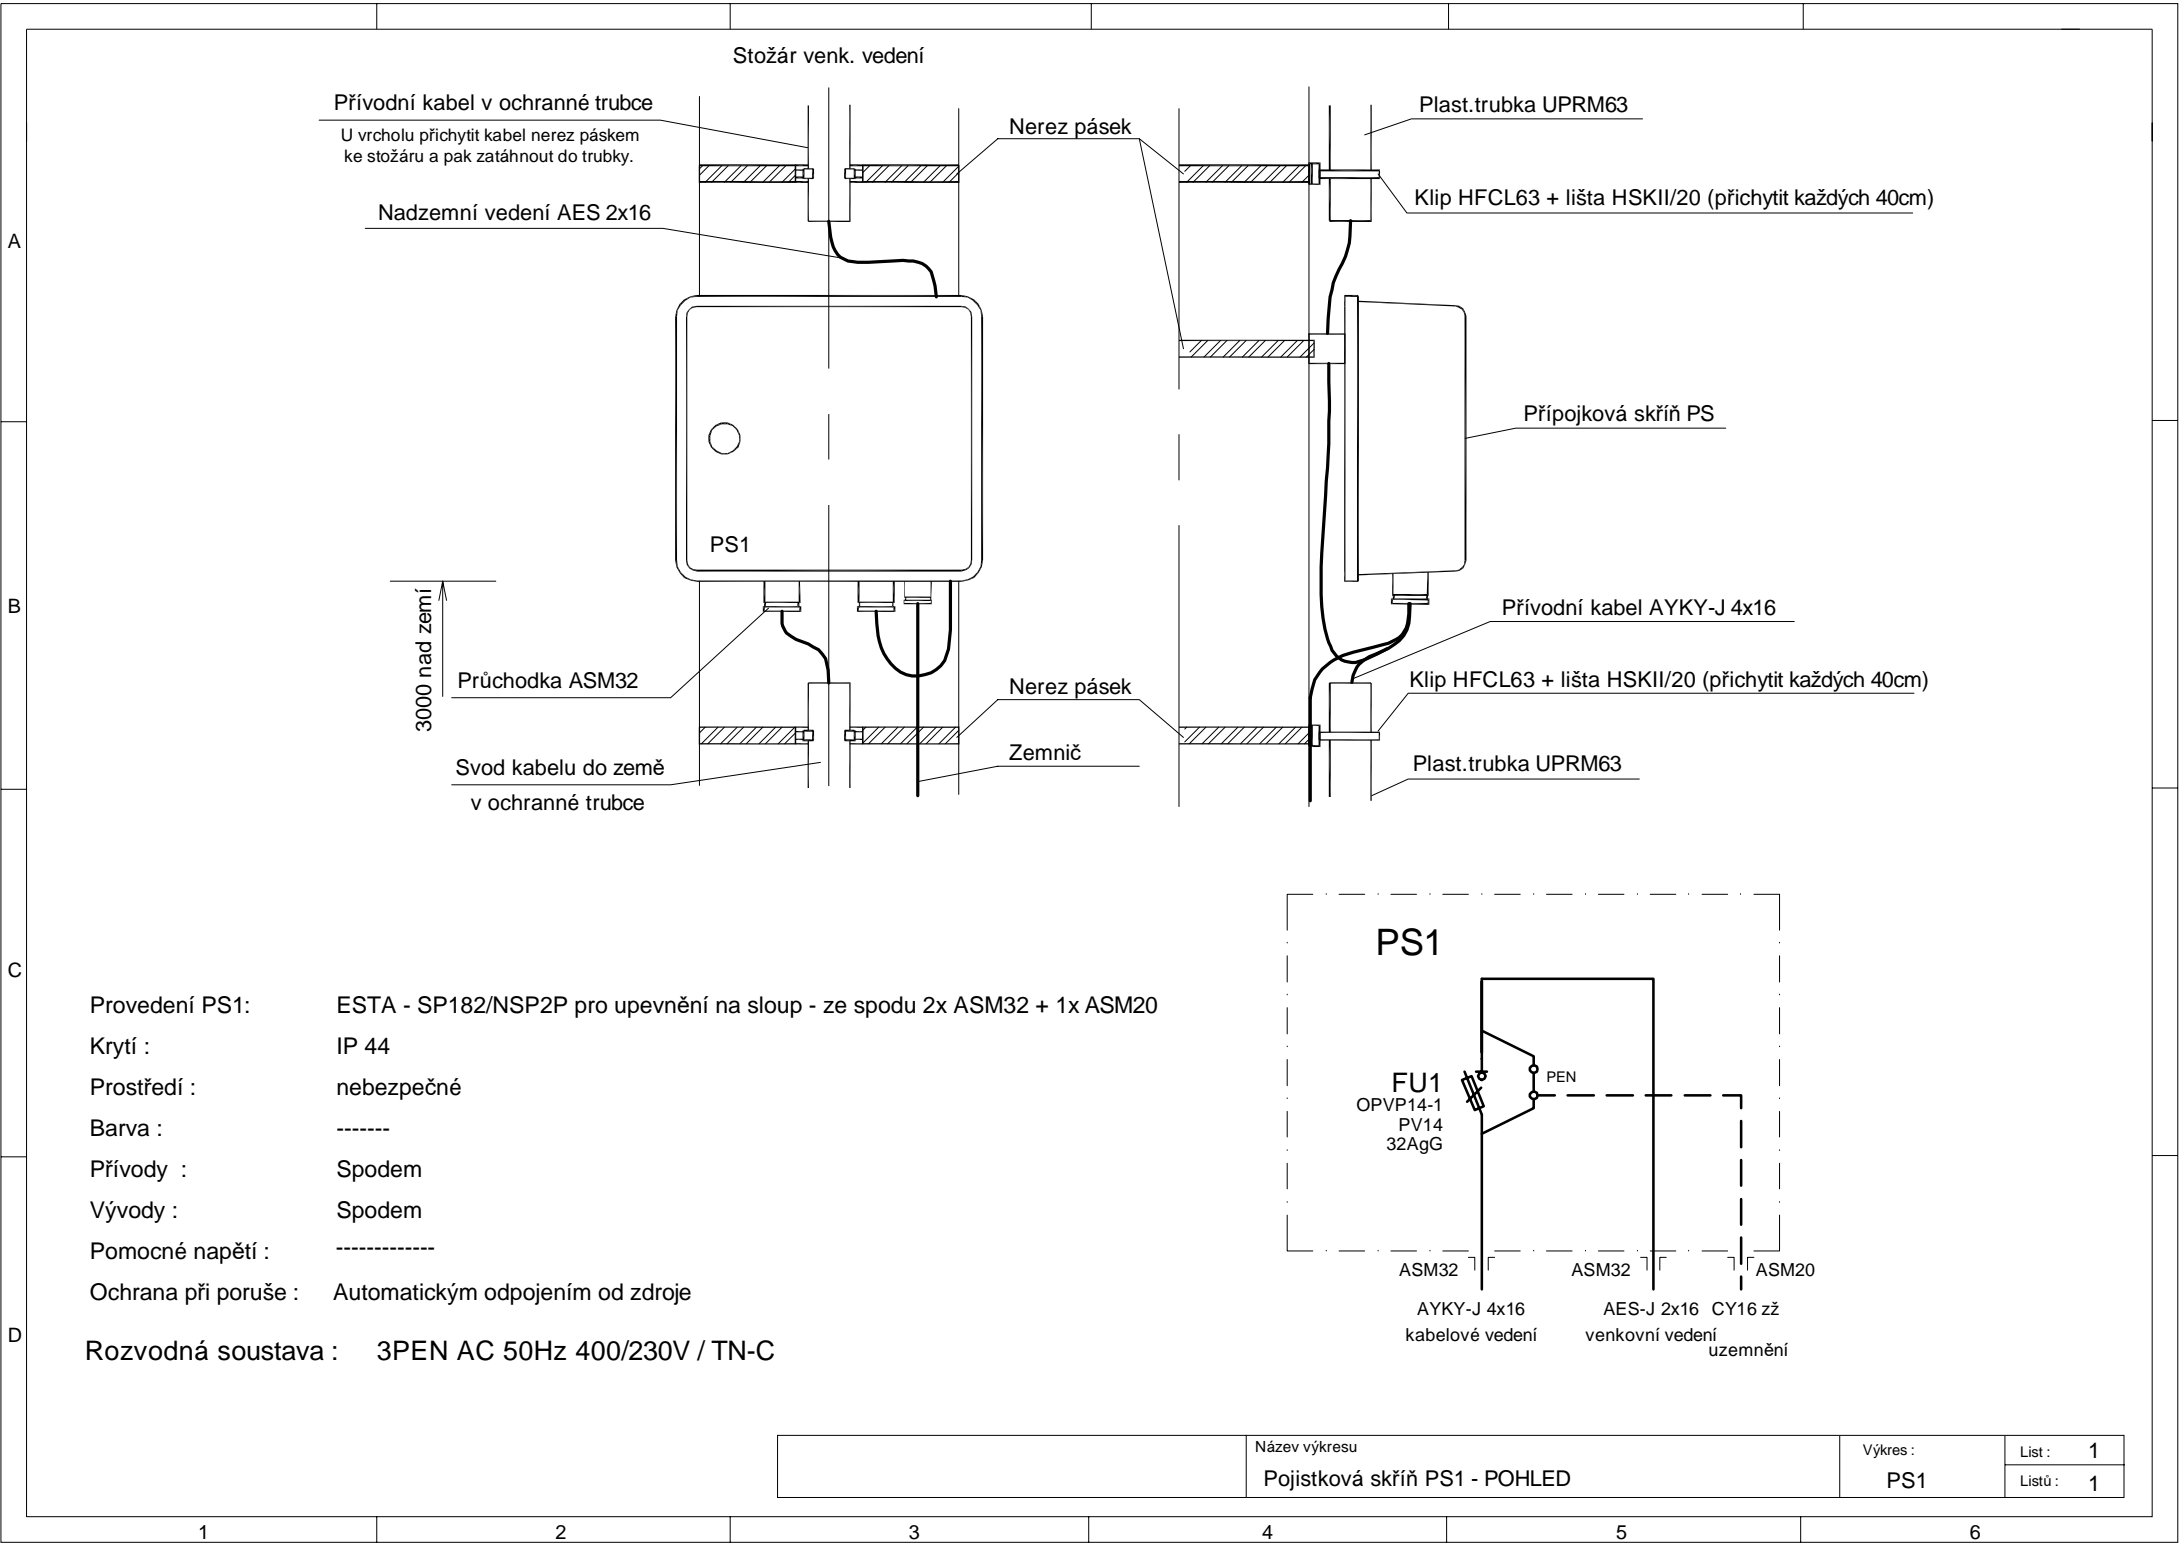 Stožár venk. vedení
Přívodní kabel v ochranné trubce
U vrcholu přichytit kabel nerez páskem
ke stožáru a pak zatáhnout do trubky.
Nadzemní vedení AES 2x16
Nerez pásek
Plast.trubka UPRM63
Klip HFCL63 + lišta HSKII/20 (přichytit každých 40cm)
Přípojková skříň PS
PS1
3000 nad zemí
Průchodka ASM32
Svod kabelu do země
v ochranné trubce
Nerez pásek
Zemnič
Přívodní kabel AYKY-J 4x16
Klip HFCL63 + lišta HSKII/20 (přichytit každých 40cm)
Plast.trubka UPRM63
Provedení PS1: ESTA - SP182/NSP2P pro upevnění na sloup - ze spodu 2x ASM32 + 1x ASM20
Krytí : IP 44
Prostředí : nebezpečné
Barva : -------
Přívody : Spodem
Vývody : Spodem
Pomocné napětí : -------------
Ochrana při poruše : Automatickým odpojením od zdroje
Rozvodná soustava : 3PEN AC 50Hz 400/230V / TN-C
PS1
FU1
OPVP14-1
PV14
32AgG
PEN
ASM32 ASM32 ASM20
AYKY-J 4x16 AES-J 2x16 CY16 zž
kabelové vedení venkovní vedení
uzemnění
Název výkresu
Pojistková skříň PS1 - POHLED
Výkres :
PS1
List : 1
Listů : 1
A
B
C
D
1 2 3 4 5 6